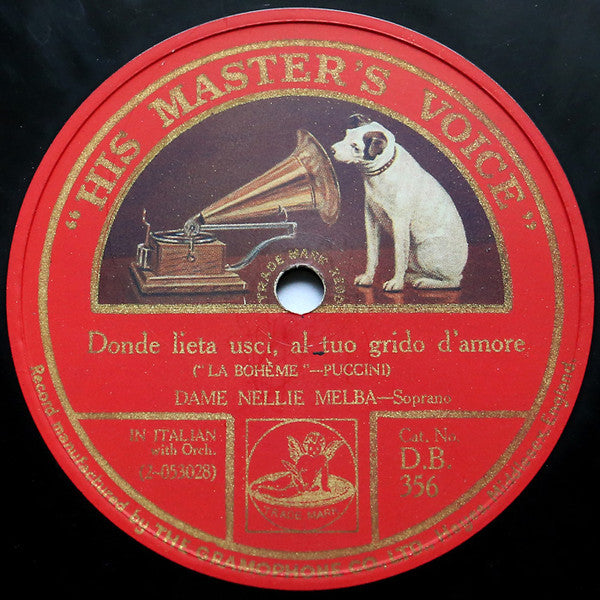 "HIS MASTER'S VOICE"
TRADE MARK
Donde lieta usci, al tuo grido d'amore
("LA BOHÈME"—PUCCINI)
DAME NELLIE MELBA—Soprano
IN ITALIAN
with Orch.
(2-053028)
TRADE MARK
Cat. No.
D.B.
356
Record manufactured by THE GRAMOPHONE CO., LTD., Hayes, Middlesex, England.